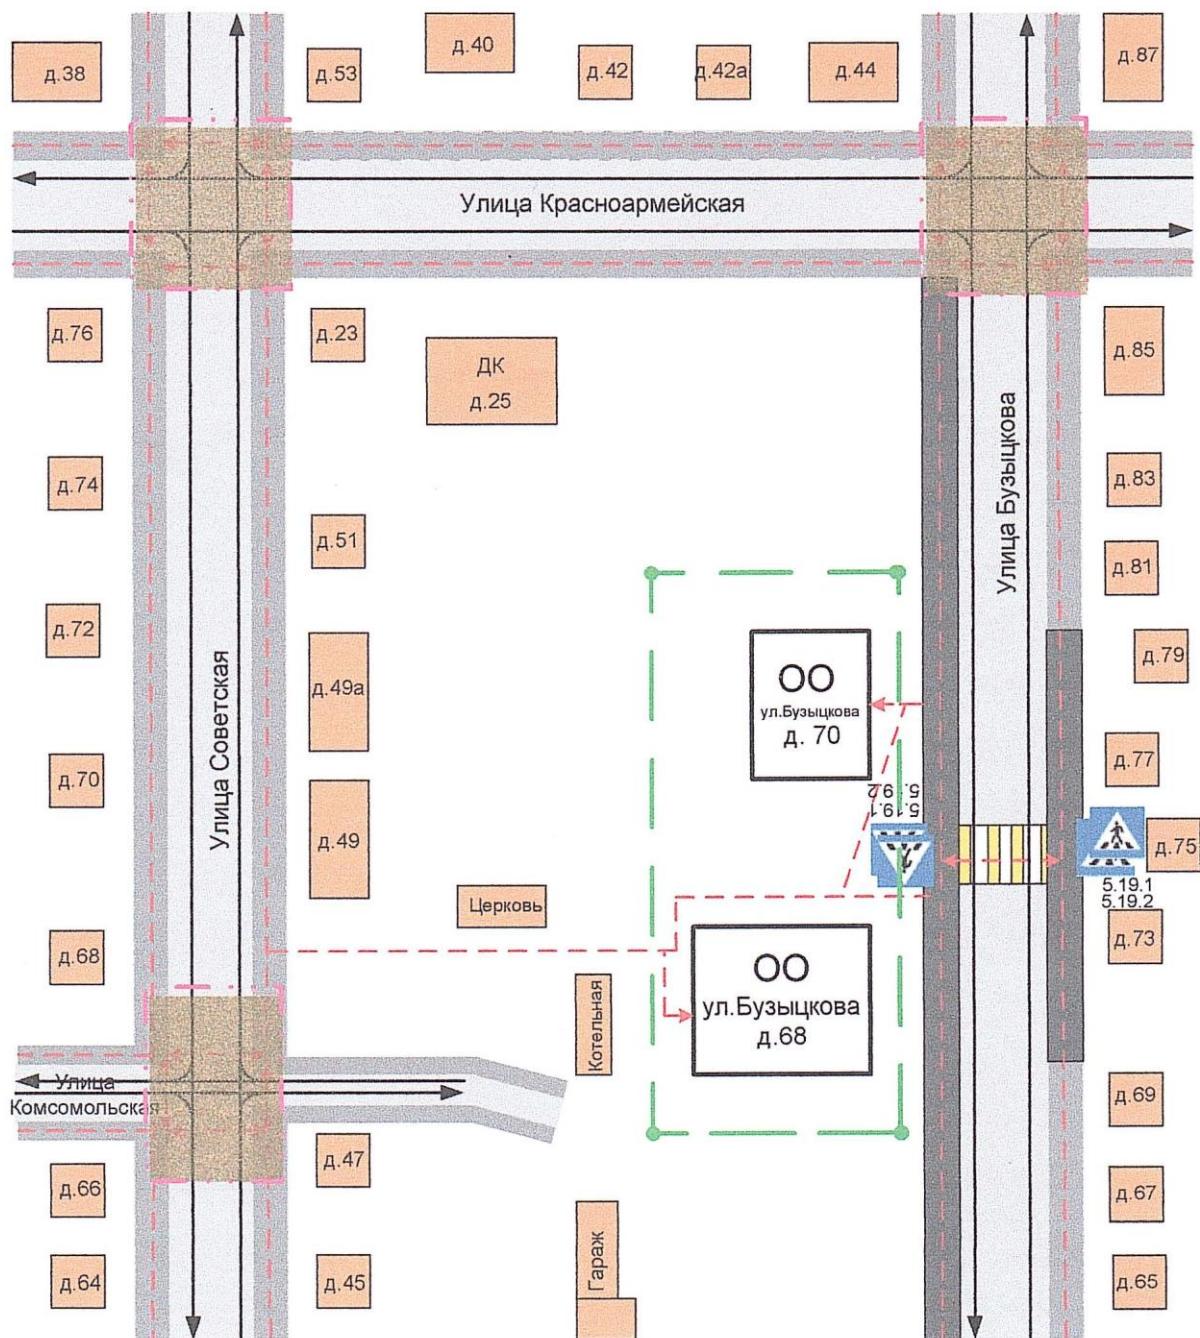 д.38
д.53
д.40
д.42
д.42а
д.44
д.87
Улица Красноармейская
д.76
д.23
ДК
д.25
д.85
д.74
д.51
Улица Бузыцкова
д.83
д.81
д.72
д.49а
Улица Советская
ОО
ул.Бузыцкова
д. 70
д.79
д.70
д.49
д.77
5.19.1
5.19.2
д.75
5.19.1
5.19.2
Церковь
д.68
д.73
ОО
ул.Бузыцкова
д.68
Котельная
Улица
Комсомольская
д.69
д.47
д.66
д.67
Гараж
д.64
д.45
д.65